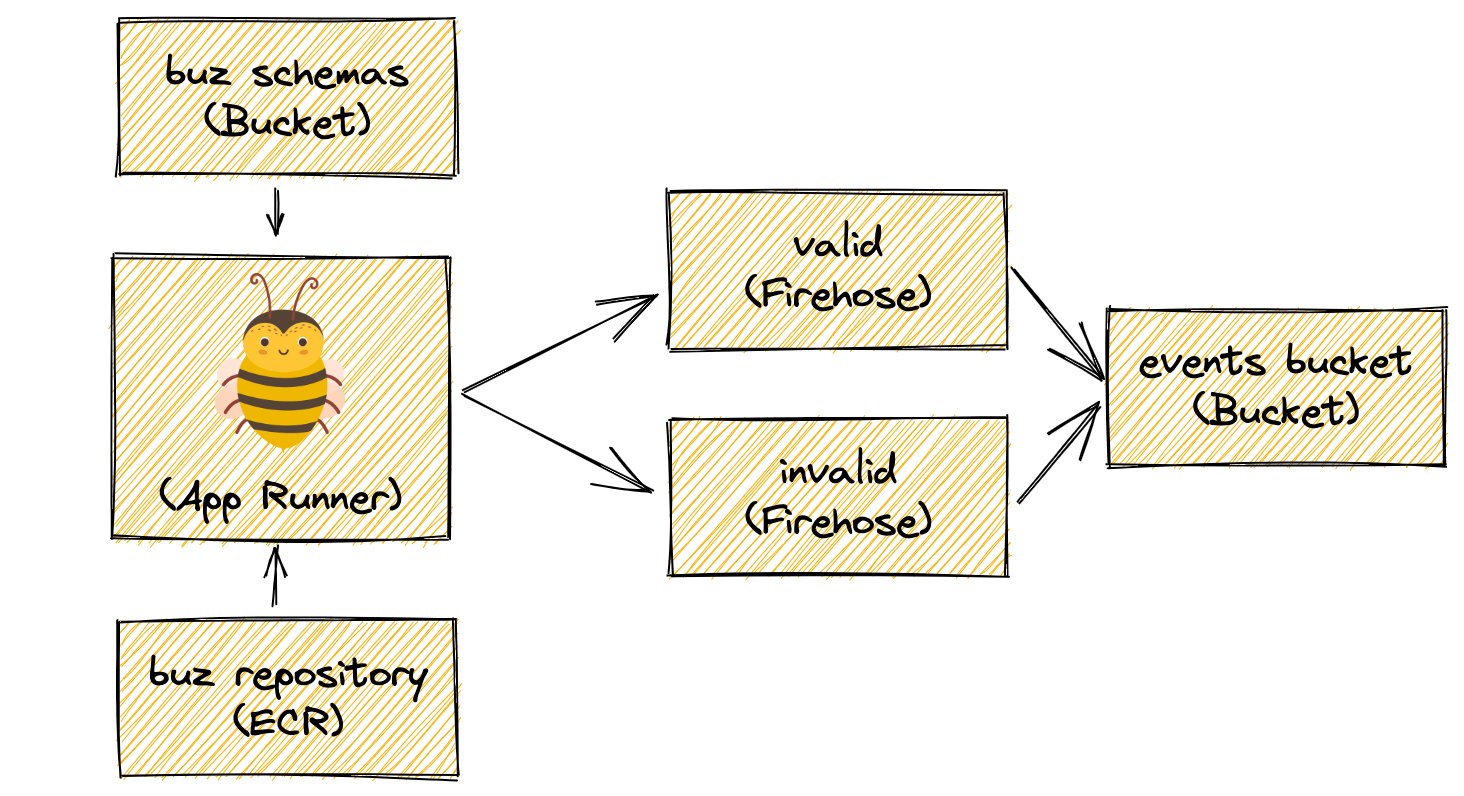 buz schemas
(Bucket)
(App Runner)
buz repository
(ECR)
valid
(Firehose)
invalid
(Firehose)
events bucket
(Bucket)